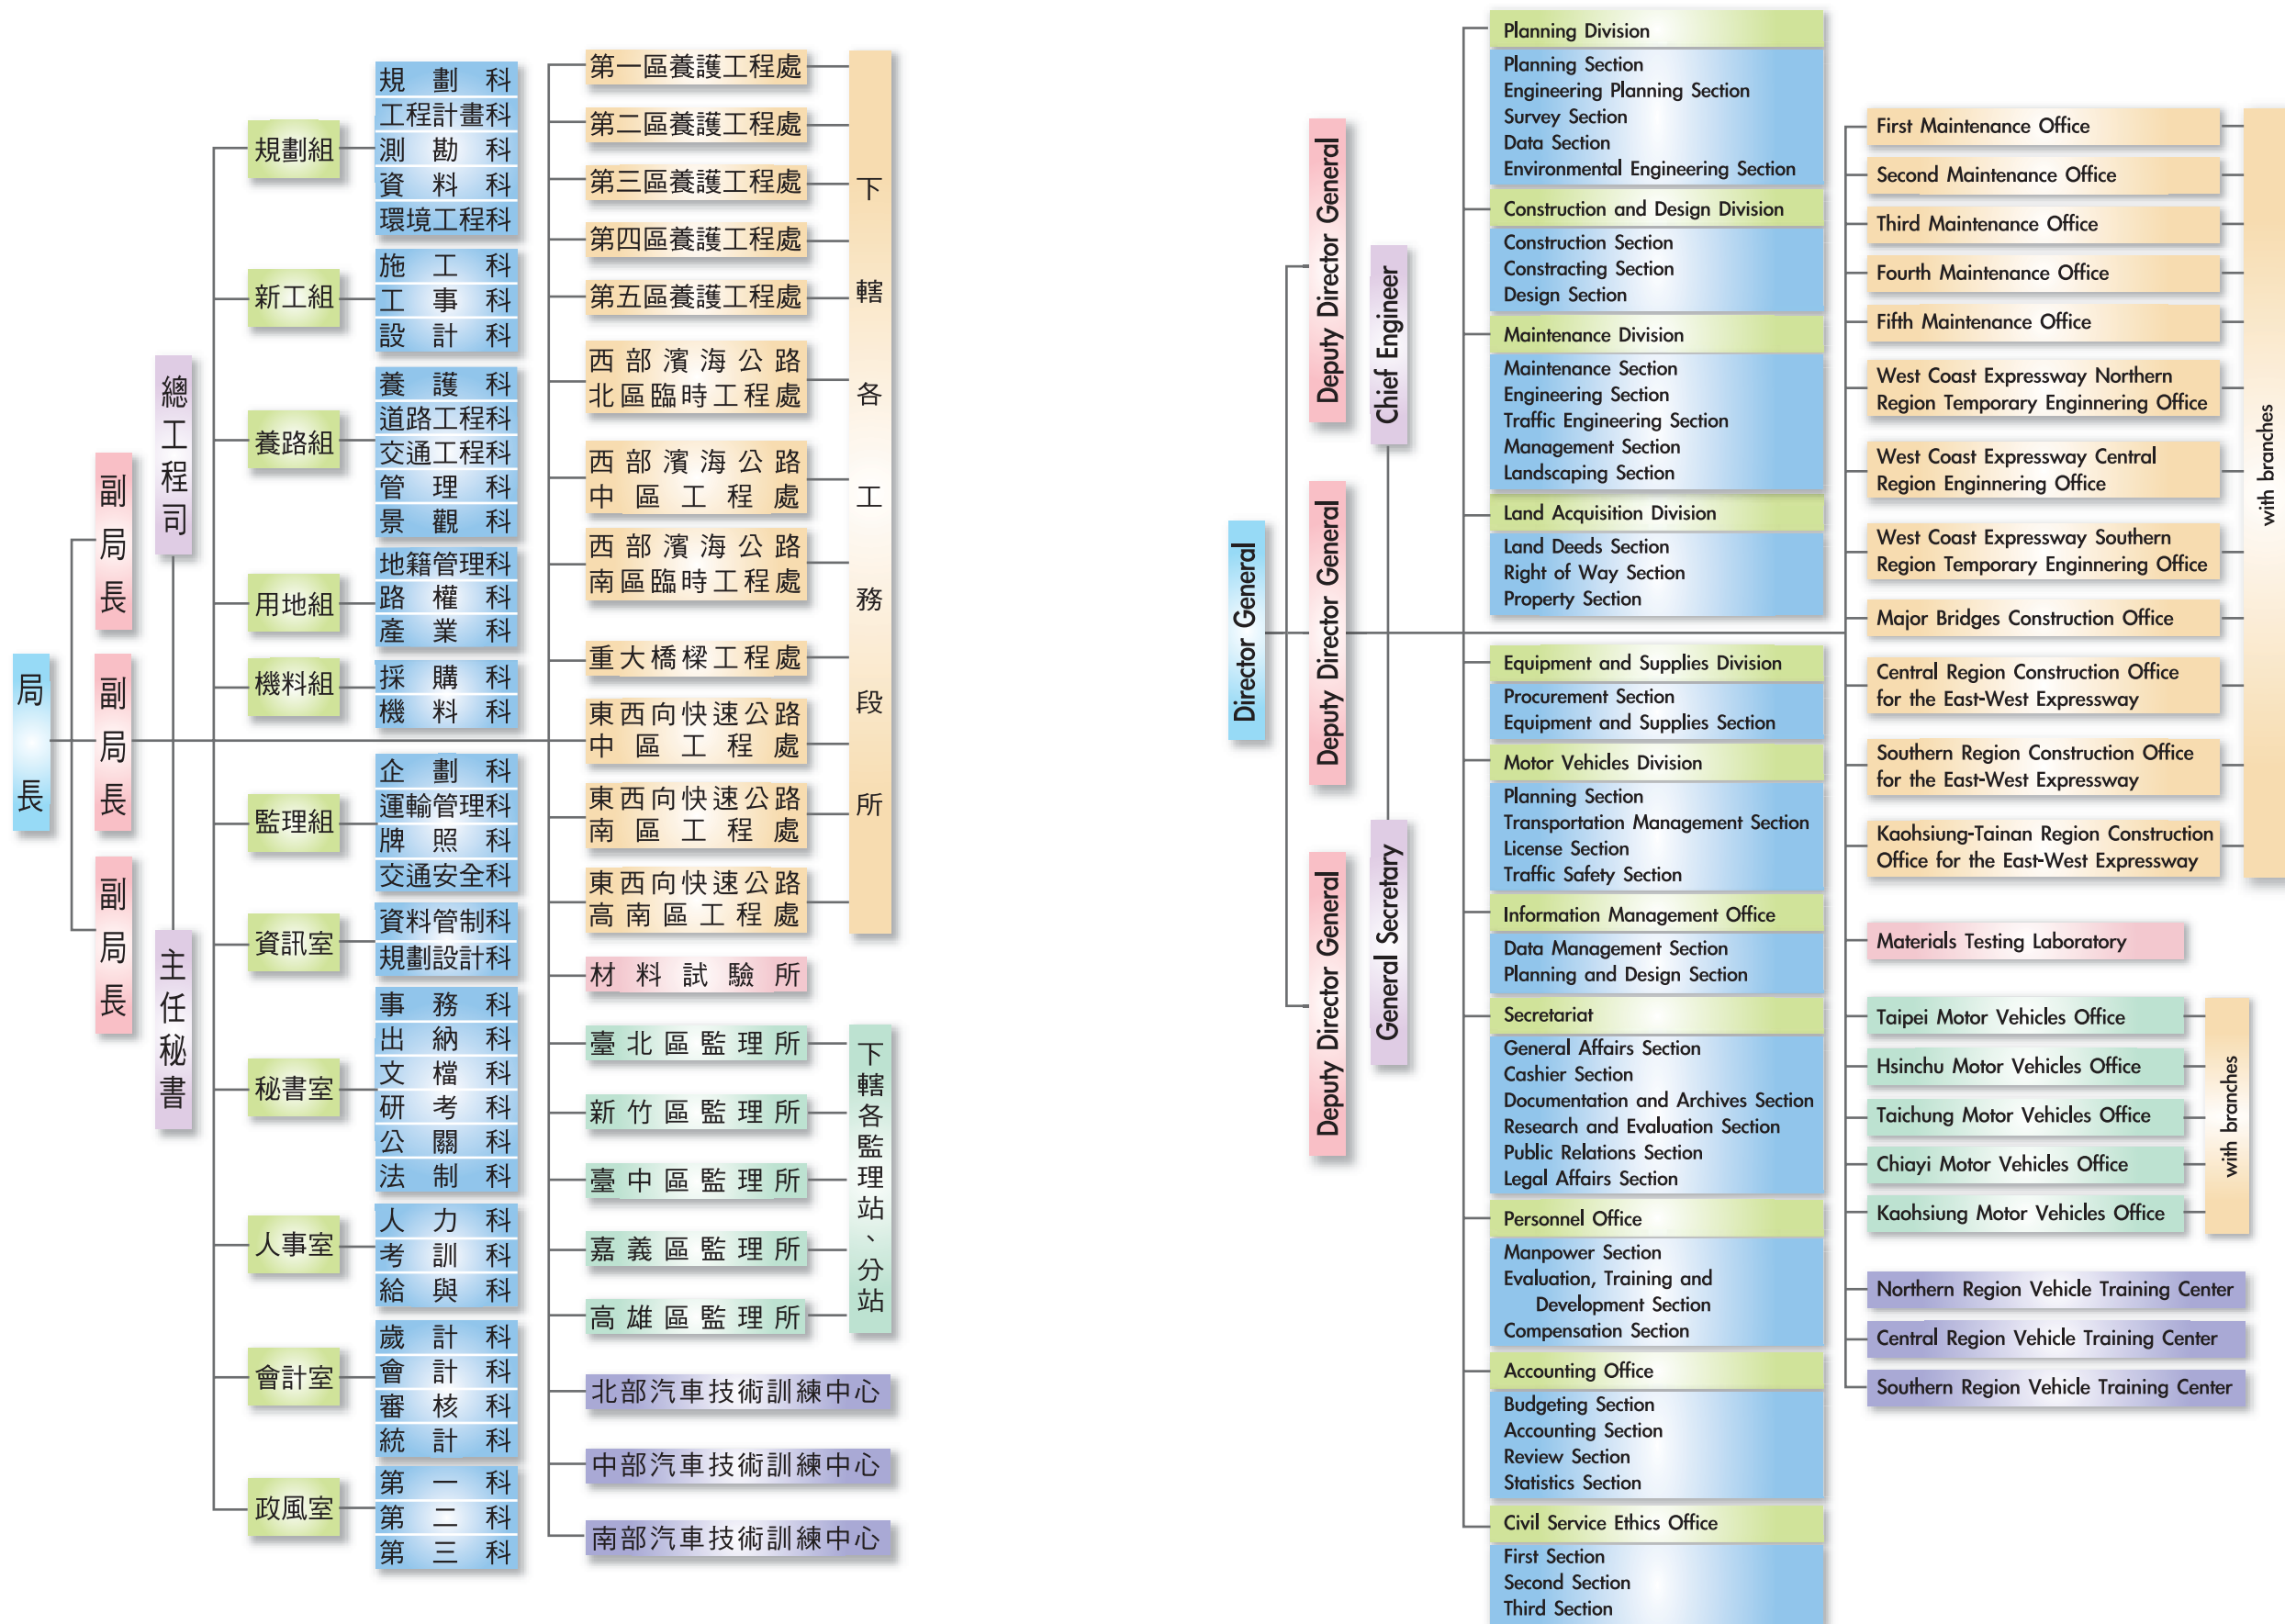 局長
副局長
副局長
副局長
總工程司
主任秘書
規劃組
規劃科
工程計畫科
測勘科
資料科
環境工程科
新工組
施工科
工事科
設計科
養路組
養護科
道路工程科
交通工程科
管理科
景觀科
用地組
地籍管理科
路權科
產業科
機料組
採購科
機料科
監理組
企劃科
運輸管理科
牌照科
交通安全科
資訊室
資料管制科
規劃設計科
秘書室
事務科
出納科
文檔科
研考科
公關科
法制科
人事室
人力科
考訓科
給與科
會計室
歲計科
會計科
審核科
統計科
政風室
第一科
第二科
第三科
第一區養護工程處
第二區養護工程處
第三區養護工程處
第四區養護工程處
第五區養護工程處
西部濱海公路
北區臨時工程處
西部濱海公路
中區工程處
西部濱海公路
南區臨時工程處
重大橋樑工程處
東西向快速公路
中區工程處
東西向快速公路
南區工程處
東西向快速公路
高南區工程處
下轄各工務段所
材料試驗所
臺北區監理所
新竹區監理所
臺中區監理所
嘉義區監理所
高雄區監理所
下轄各監理站、分站
北部汽車技術訓練中心
中部汽車技術訓練中心
南部汽車技術訓練中心
Director General
Deputy Director General
Deputy Director General
Deputy Director General
Chief Engineer
General Secretary
Planning Division
Planning Section
Engineering Planning Section
Survey Section
Data Section
Environmental Engineering Section
Construction and Design Division
Construction Section
Constracting Section
Design Section
Maintenance Division
Maintenance Section
Engineering Section
Traffic Engineering Section
Management Section
Landscaping Section
Land Acquisition Division
Land Deeds Section
Right of Way Section
Property Section
Equipment and Supplies Division
Procurement Section
Equipment and Supplies Section
Motor Vehicles Division
Planning Section
Transportation Management Section
License Section
Traffic Safety Section
Information Management Office
Data Management Section
Planning and Design Section
Secretariat
General Affairs Section
Cashier Section
Documentation and Archives Section
Research and Evaluation Section
Public Relations Section
Legal Affairs Section
Personnel Office
Manpower Section
Evaluation, Training and
Development Section
Compensation Section
Accounting Office
Budgeting Section
Accounting Section
Review Section
Statistics Section
Civil Service Ethics Office
First Section
Second Section
Third Section
First Maintenance Office
Second Maintenance Office
Third Maintenance Office
Fourth Maintenance Office
Fifth Maintenance Office
West Coast Expressway Northern
Region Temporary Enginnering Office
West Coast Expressway Central
Region Enginnering Office
West Coast Expressway Southern
Region Temporary Enginnering Office
Major Bridges Construction Office
Central Region Construction Office
for the East-West Expressway
Southern Region Construction Office
for the East-West Expressway
Kaohsiung-Tainan Region Construction
Office for the East-West Expressway
with branches
Materials Testing Laboratory
Taipei Motor Vehicles Office
Hsinchu Motor Vehicles Office
Taichung Motor Vehicles Office
Chiayi Motor Vehicles Office
Kaohsiung Motor Vehicles Office
with branches
Northern Region Vehicle Training Center
Central Region Vehicle Training Center
Southern Region Vehicle Training Center